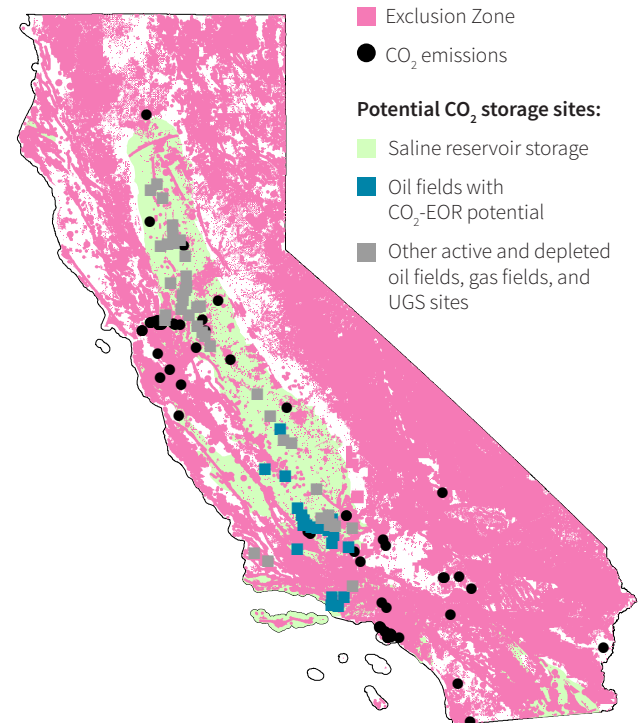 Exclusion Zone
CO₂ emissions
Potential CO₂ storage sites:
Saline reservoir storage
Oil fields with
CO₂-EOR potential
Other active and depleted
oil fields, gas fields, and
UGS sites